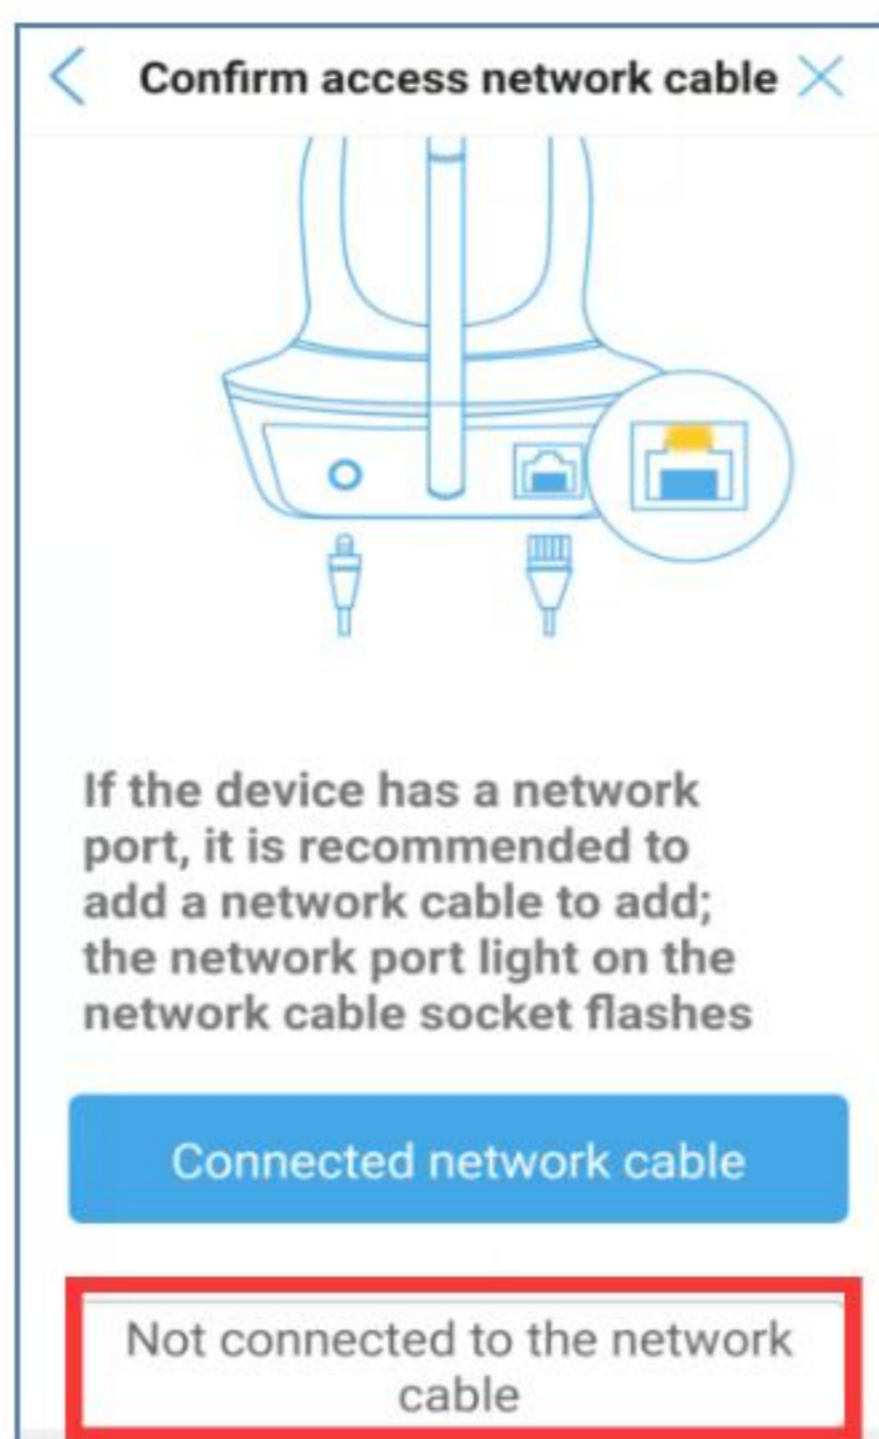 Confirm access network cable
If the device has a network
port, it is recommended to
add a network cable to add;
the network port light on the
network cable socket flashes
Connected network cable
Not connected to the network
cable